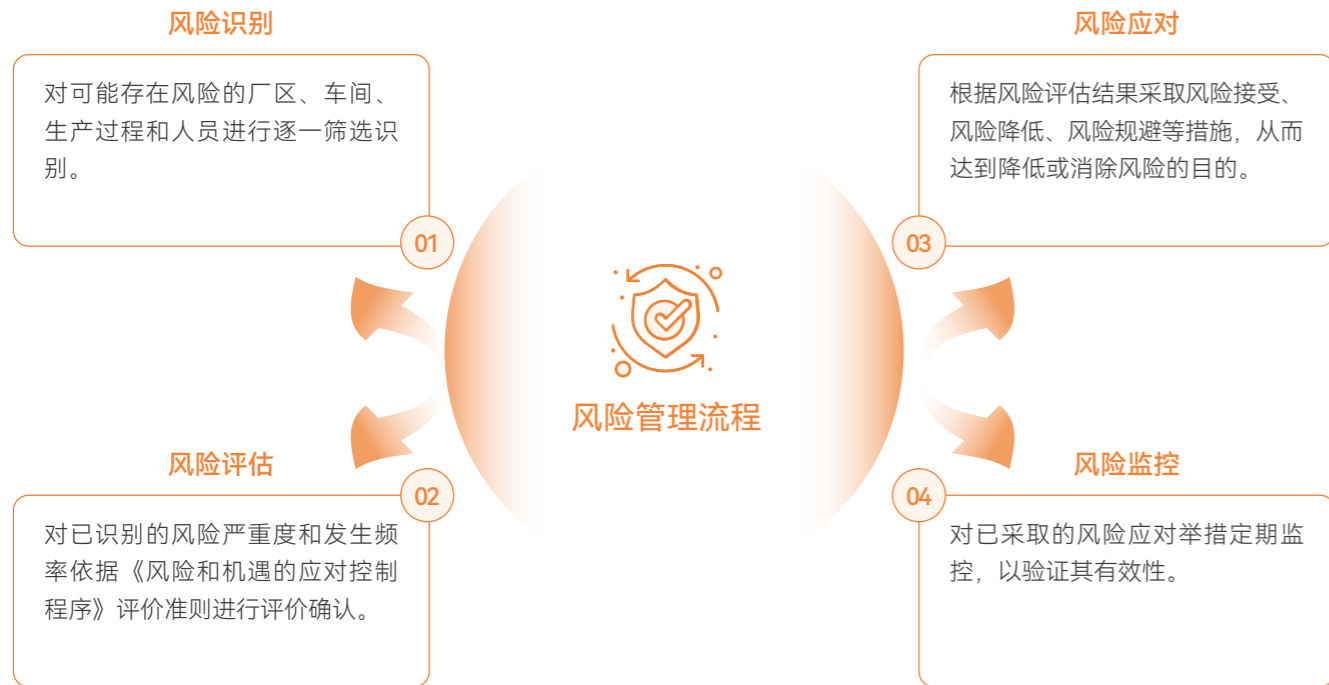 风险识别
对可能存在风险的厂区、车间、
生产过程和人员进行逐一筛选识
别。
01
风险评估
02
对已识别的风险严重度和发生频
率依据《风险和机遇的应对控制
程序》评价准则进行评价确认。
风险管理流程
风险应对
根据风险评估结果采取风险接受、
风险降低、风险规避等措施，从而
达到降低或消除风险的目的。
03
风险监控
04
对已采取的风险应对举措定期监
控，以验证其有效性。